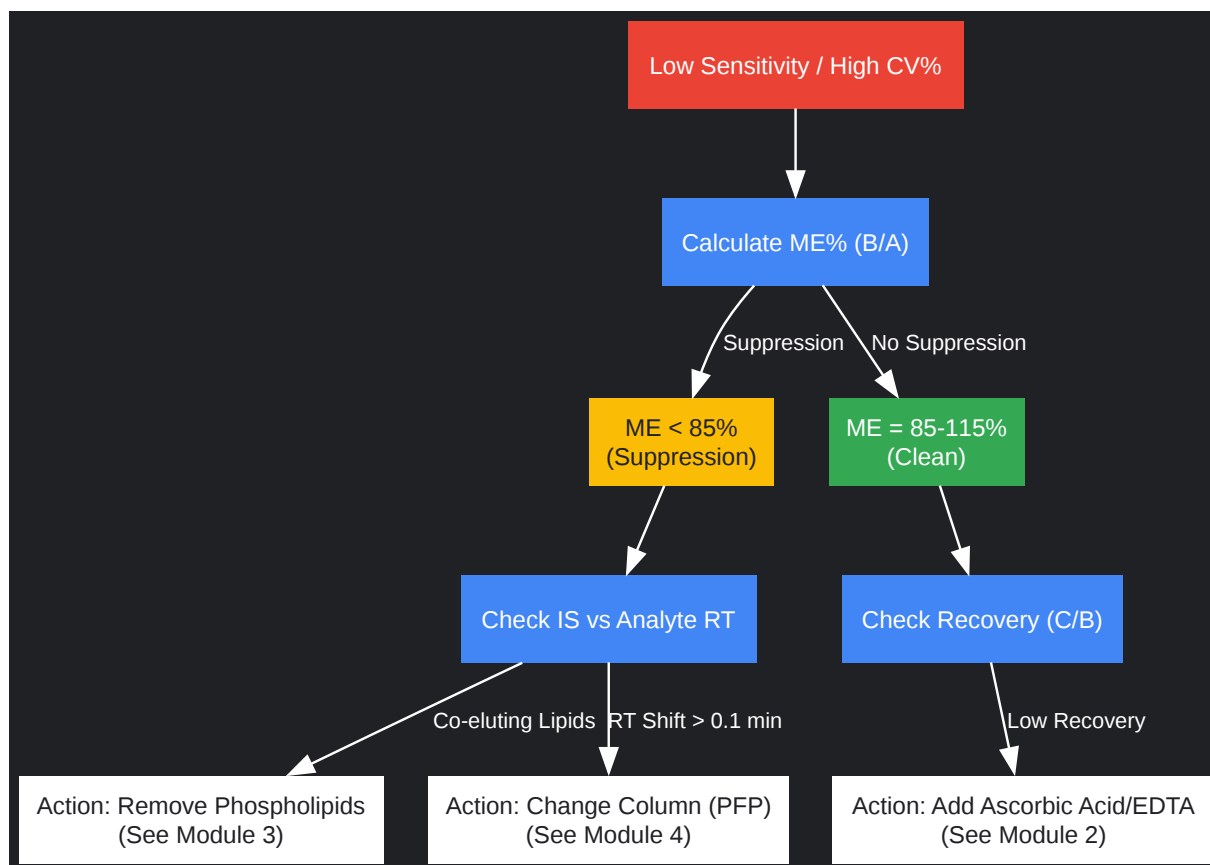 Low Sensitivity / High CV%
Calculate ME% (B/A)
Suppression
No Suppression
ME < 85%
(Suppression)
ME = 85-115%
(Clean)
Check IS vs Analyte RT
Check Recovery (C/B)
Co-eluting Lipids
RT Shift > 0.1 min
Low Recovery
Action: Remove Phospholipids
(See Module 3)
Action: Change Column (PFP)
(See Module 4)
Action: Add Ascorbic Acid/EDTA
(See Module 2)